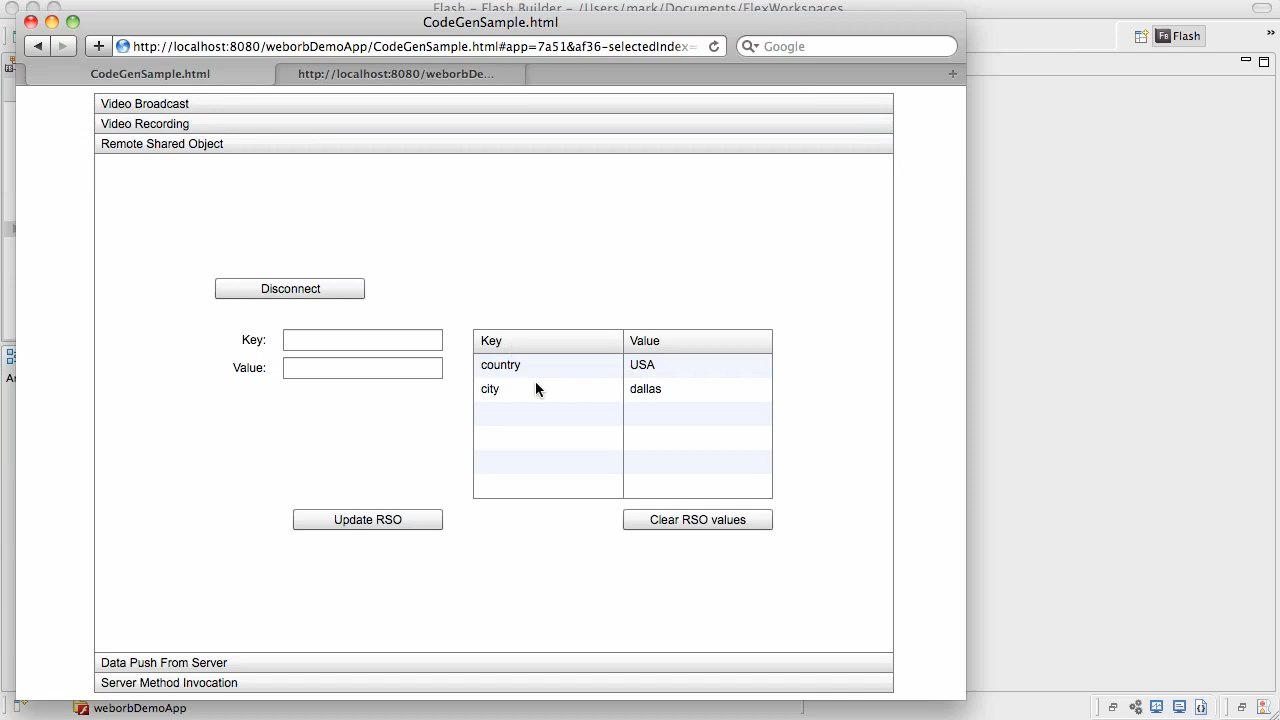 Flash - Flash Builder - /Users/mark/Documents/FlexWorkspaces
CodeGenSample.html
http://localhost:8080/weborbDemoApp/CodeGenSample.html#app=7a51&af36-selectedIndex=
Google
Flash
CodeGenSample.html
http://localhost:8080/weborbDe...
Video Broadcast
Video Recording
Remote Shared Object
Disconnect
Key:
Value:
Key Value
country USA
city dallas
Update RSO
Clear RSO values
Data Push From Server
Server Method Invocation
weborbDemoApp